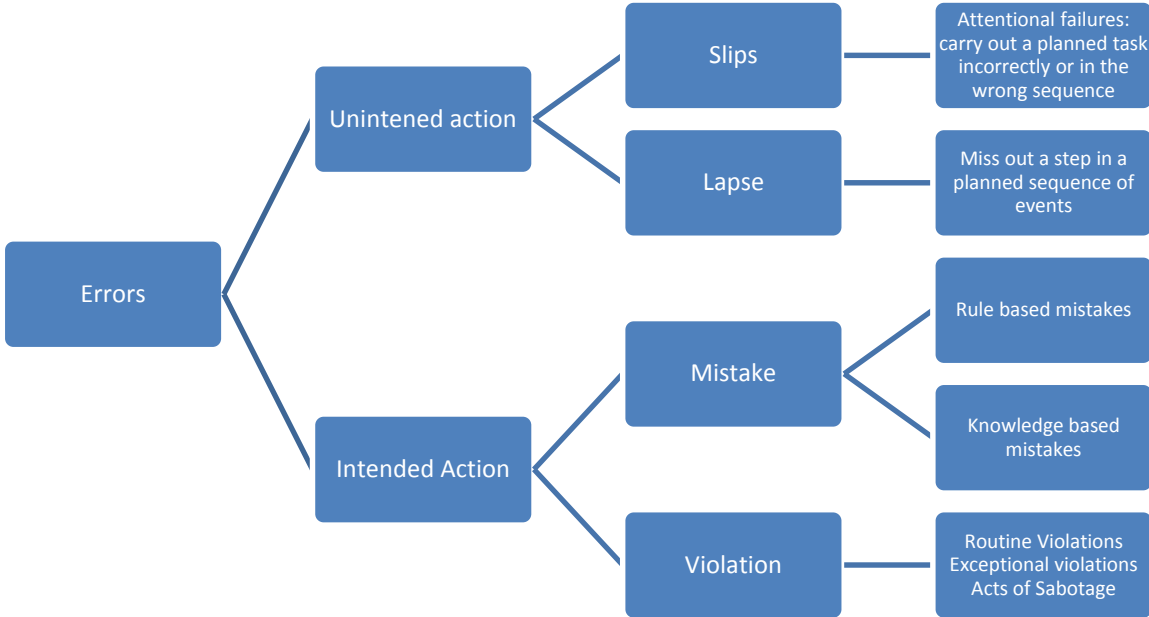 Errors
Unintened action
Slips
Attentional failures:
carry out a planned task
incorrectly or in the
wrong sequence
Lapse
Miss out a step in a
planned sequence of
events
Intended Action
Mistake
Rule based mistakes
Knowledge based
mistakes
Violation
Routine Violations
Exceptional violations
Acts of Sabotage